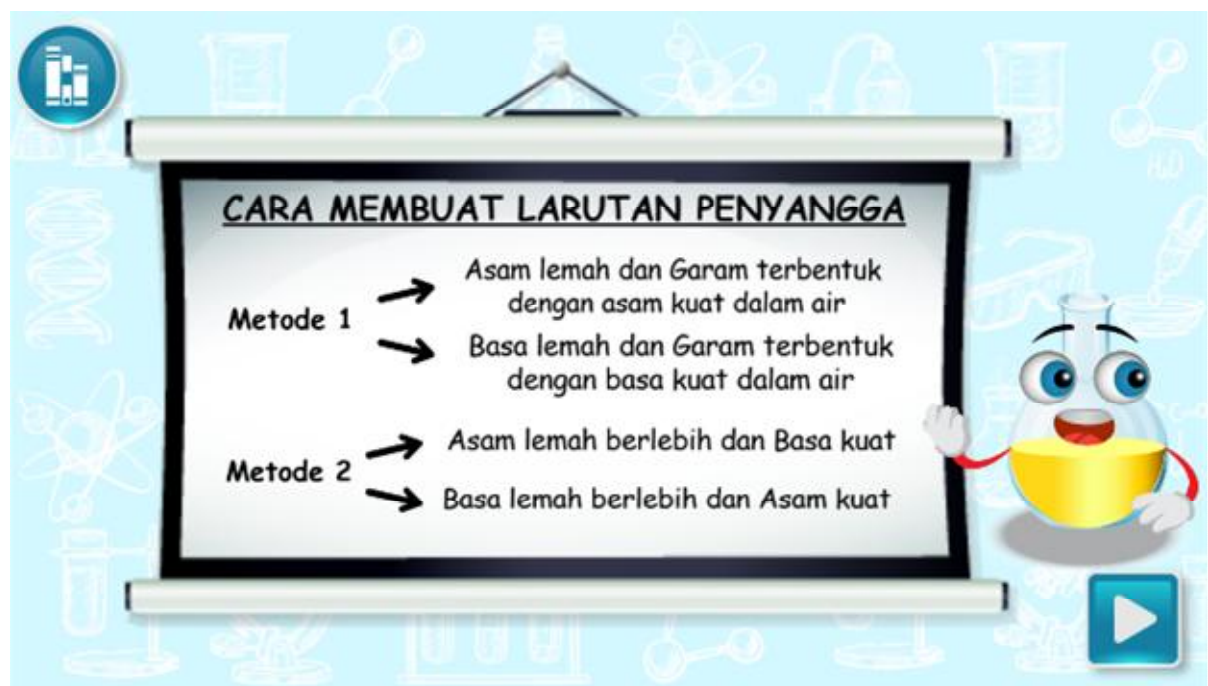 CARA MEMBUAT LARUTAN PENYANGGA
Metode 1
Asam lemah dan Garam terbentuk
dengan asam kuat dalam air
Basa lemah dan Garam terbentuk
dengan basa kuat dalam air
Metode 2
Asam lemah berlebih dan Basa kuat
Basa lemah berlebih dan Asam kuat
H₂O